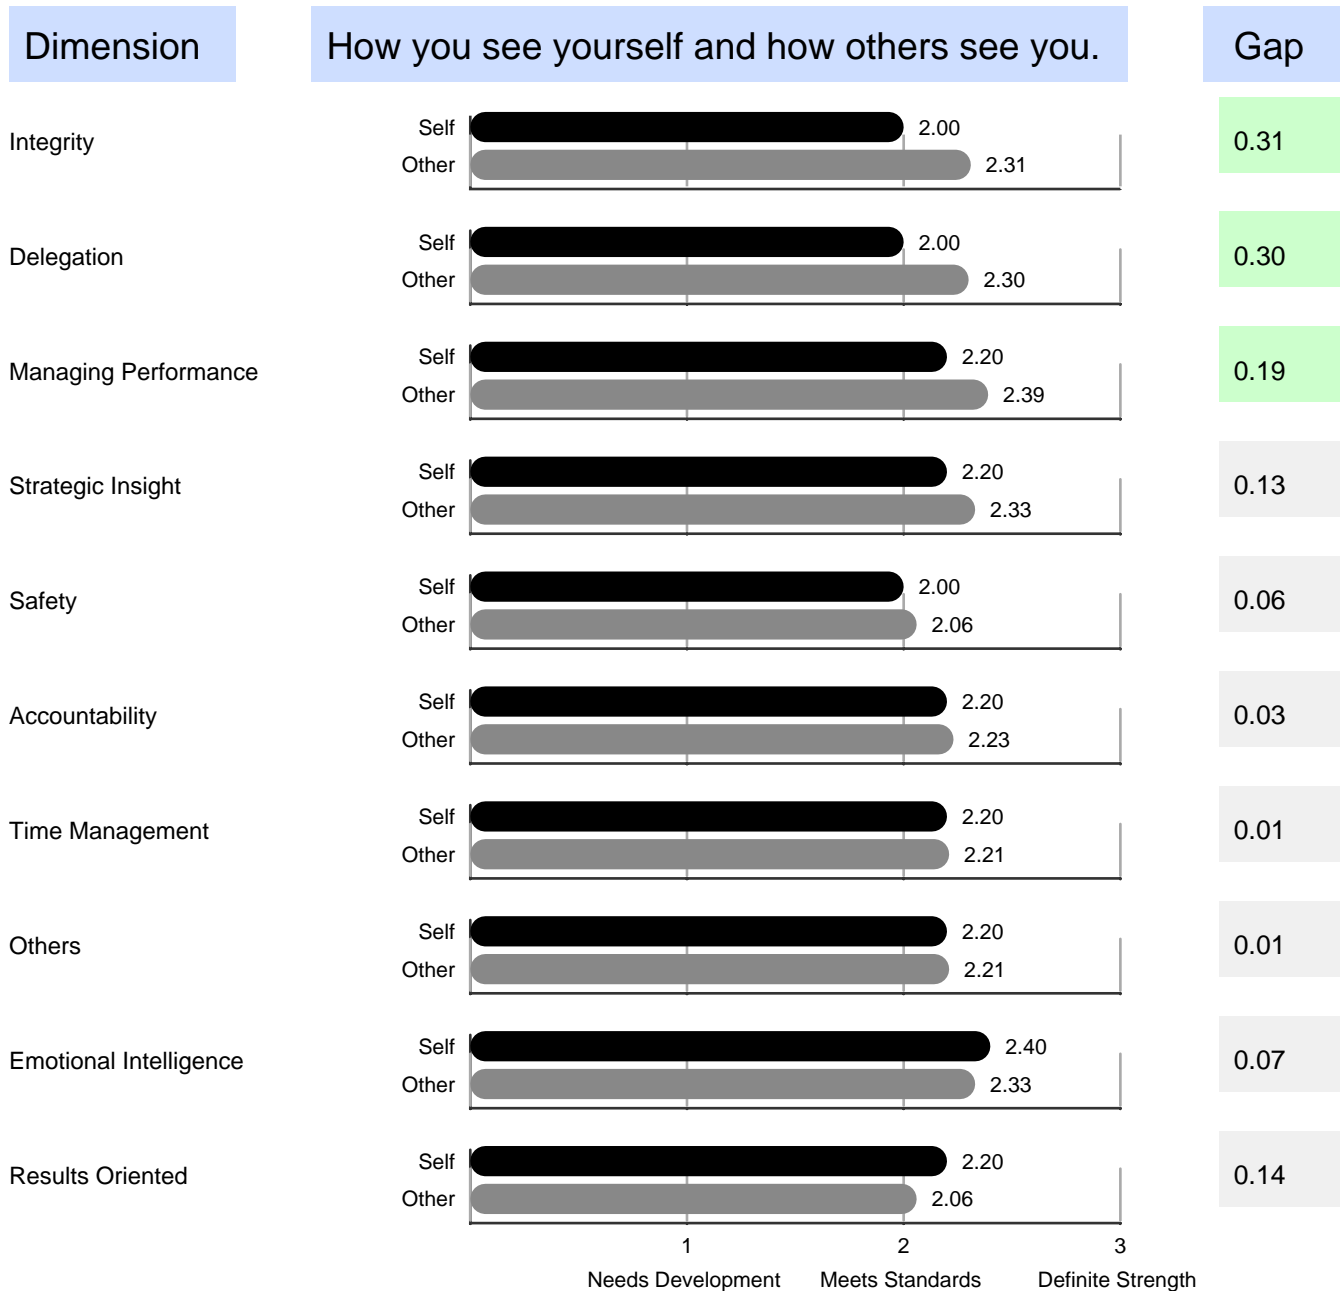 Dimension How you see yourself and how others see you. Gap
Integrity
Self 2.00
Other 2.31
0.31
Delegation
Self 2.00
Other 2.30
0.30
Managing Performance
Self 2.20
Other 2.39
0.19
Strategic Insight
Self 2.20
Other 2.33
0.13
Safety
Self 2.00
Other 2.06
0.06
Accountability
Self 2.20
Other 2.23
0.03
Time Management
Self 2.20
Other 2.21
0.01
Others
Self 2.20
Other 2.21
0.01
Emotional Intelligence
Self 2.40
Other 2.33
0.07
Results Oriented
Self 2.20
Other 2.06
0.14
1 2 3
Needs Development Meets Standards Definite Strength